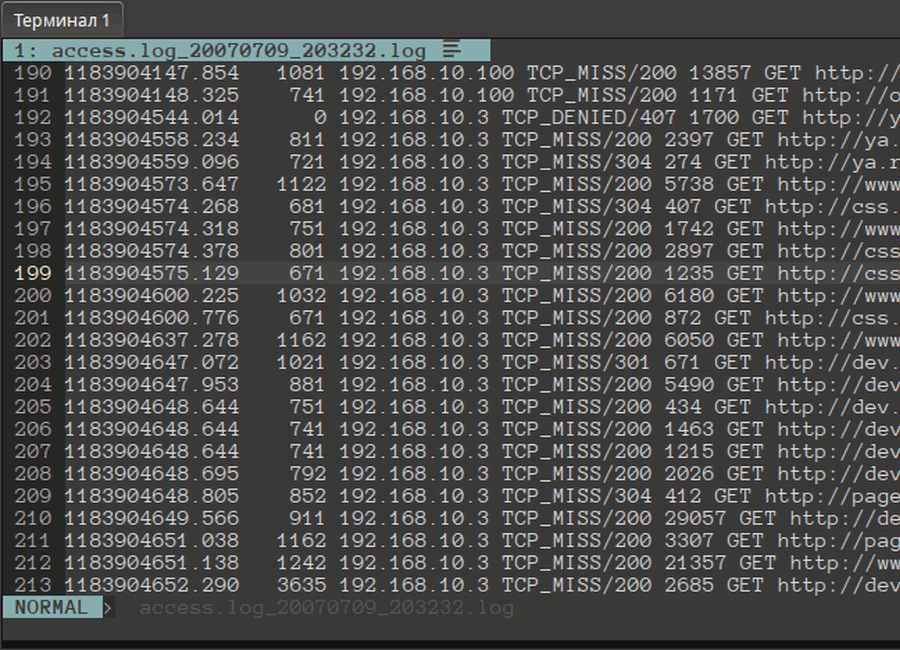 Терминал 1
1: access.log_20070709_203232.log
190 1183904147.854 1081 192.168.10.100 TCP_MISS/200 13857 GET http://
191 1183904148.325 741 192.168.10.100 TCP_MISS/200 1171 GET http://o
192 1183904544.014 0 192.168.10.3 TCP_DENIED/407 1700 GET http://y
193 1183904558.234 811 192.168.10.3 TCP_MISS/200 2397 GET http://ya.
194 1183904559.096 721 192.168.10.3 TCP_MISS/304 274 GET http://ya.r
195 1183904573.647 1122 192.168.10.3 TCP_MISS/200 5738 GET http://www
196 1183904574.268 681 192.168.10.3 TCP_MISS/304 407 GET http://css.
197 1183904574.318 751 192.168.10.3 TCP_MISS/200 1742 GET http://www
198 1183904574.378 801 192.168.10.3 TCP_MISS/200 2897 GET http://css
199 1183904575.129 671 192.168.10.3 TCP_MISS/200 1235 GET http://css
200 1183904600.225 1032 192.168.10.3 TCP_MISS/200 6180 GET http://www
201 1183904600.776 671 192.168.10.3 TCP_MISS/200 872 GET http://css.
202 1183904637.278 1162 192.168.10.3 TCP_MISS/200 6050 GET http://www
203 1183904647.072 1021 192.168.10.3 TCP_MISS/301 671 GET http://dev.
204 1183904647.953 881 192.168.10.3 TCP_MISS/200 5490 GET http://dev
205 1183904648.644 751 192.168.10.3 TCP_MISS/200 434 GET http://dev.
206 1183904648.644 741 192.168.10.3 TCP_MISS/200 1463 GET http://dev
207 1183904648.644 741 192.168.10.3 TCP_MISS/200 1215 GET http://dev
208 1183904648.695 792 192.168.10.3 TCP_MISS/200 2026 GET http://dev
209 1183904648.805 852 192.168.10.3 TCP_MISS/304 412 GET http://page
210 1183904649.566 911 192.168.10.3 TCP_MISS/200 29057 GET http://de
211 1183904651.038 1162 192.168.10.3 TCP_MISS/200 3307 GET http://pag
212 1183904651.138 1242 192.168.10.3 TCP_MISS/200 21357 GET http://ww
213 1183904652.290 3635 192.168.10.3 TCP_MISS/200 2685 GET http://dev
NORMAL access.log_20070709_203232.log